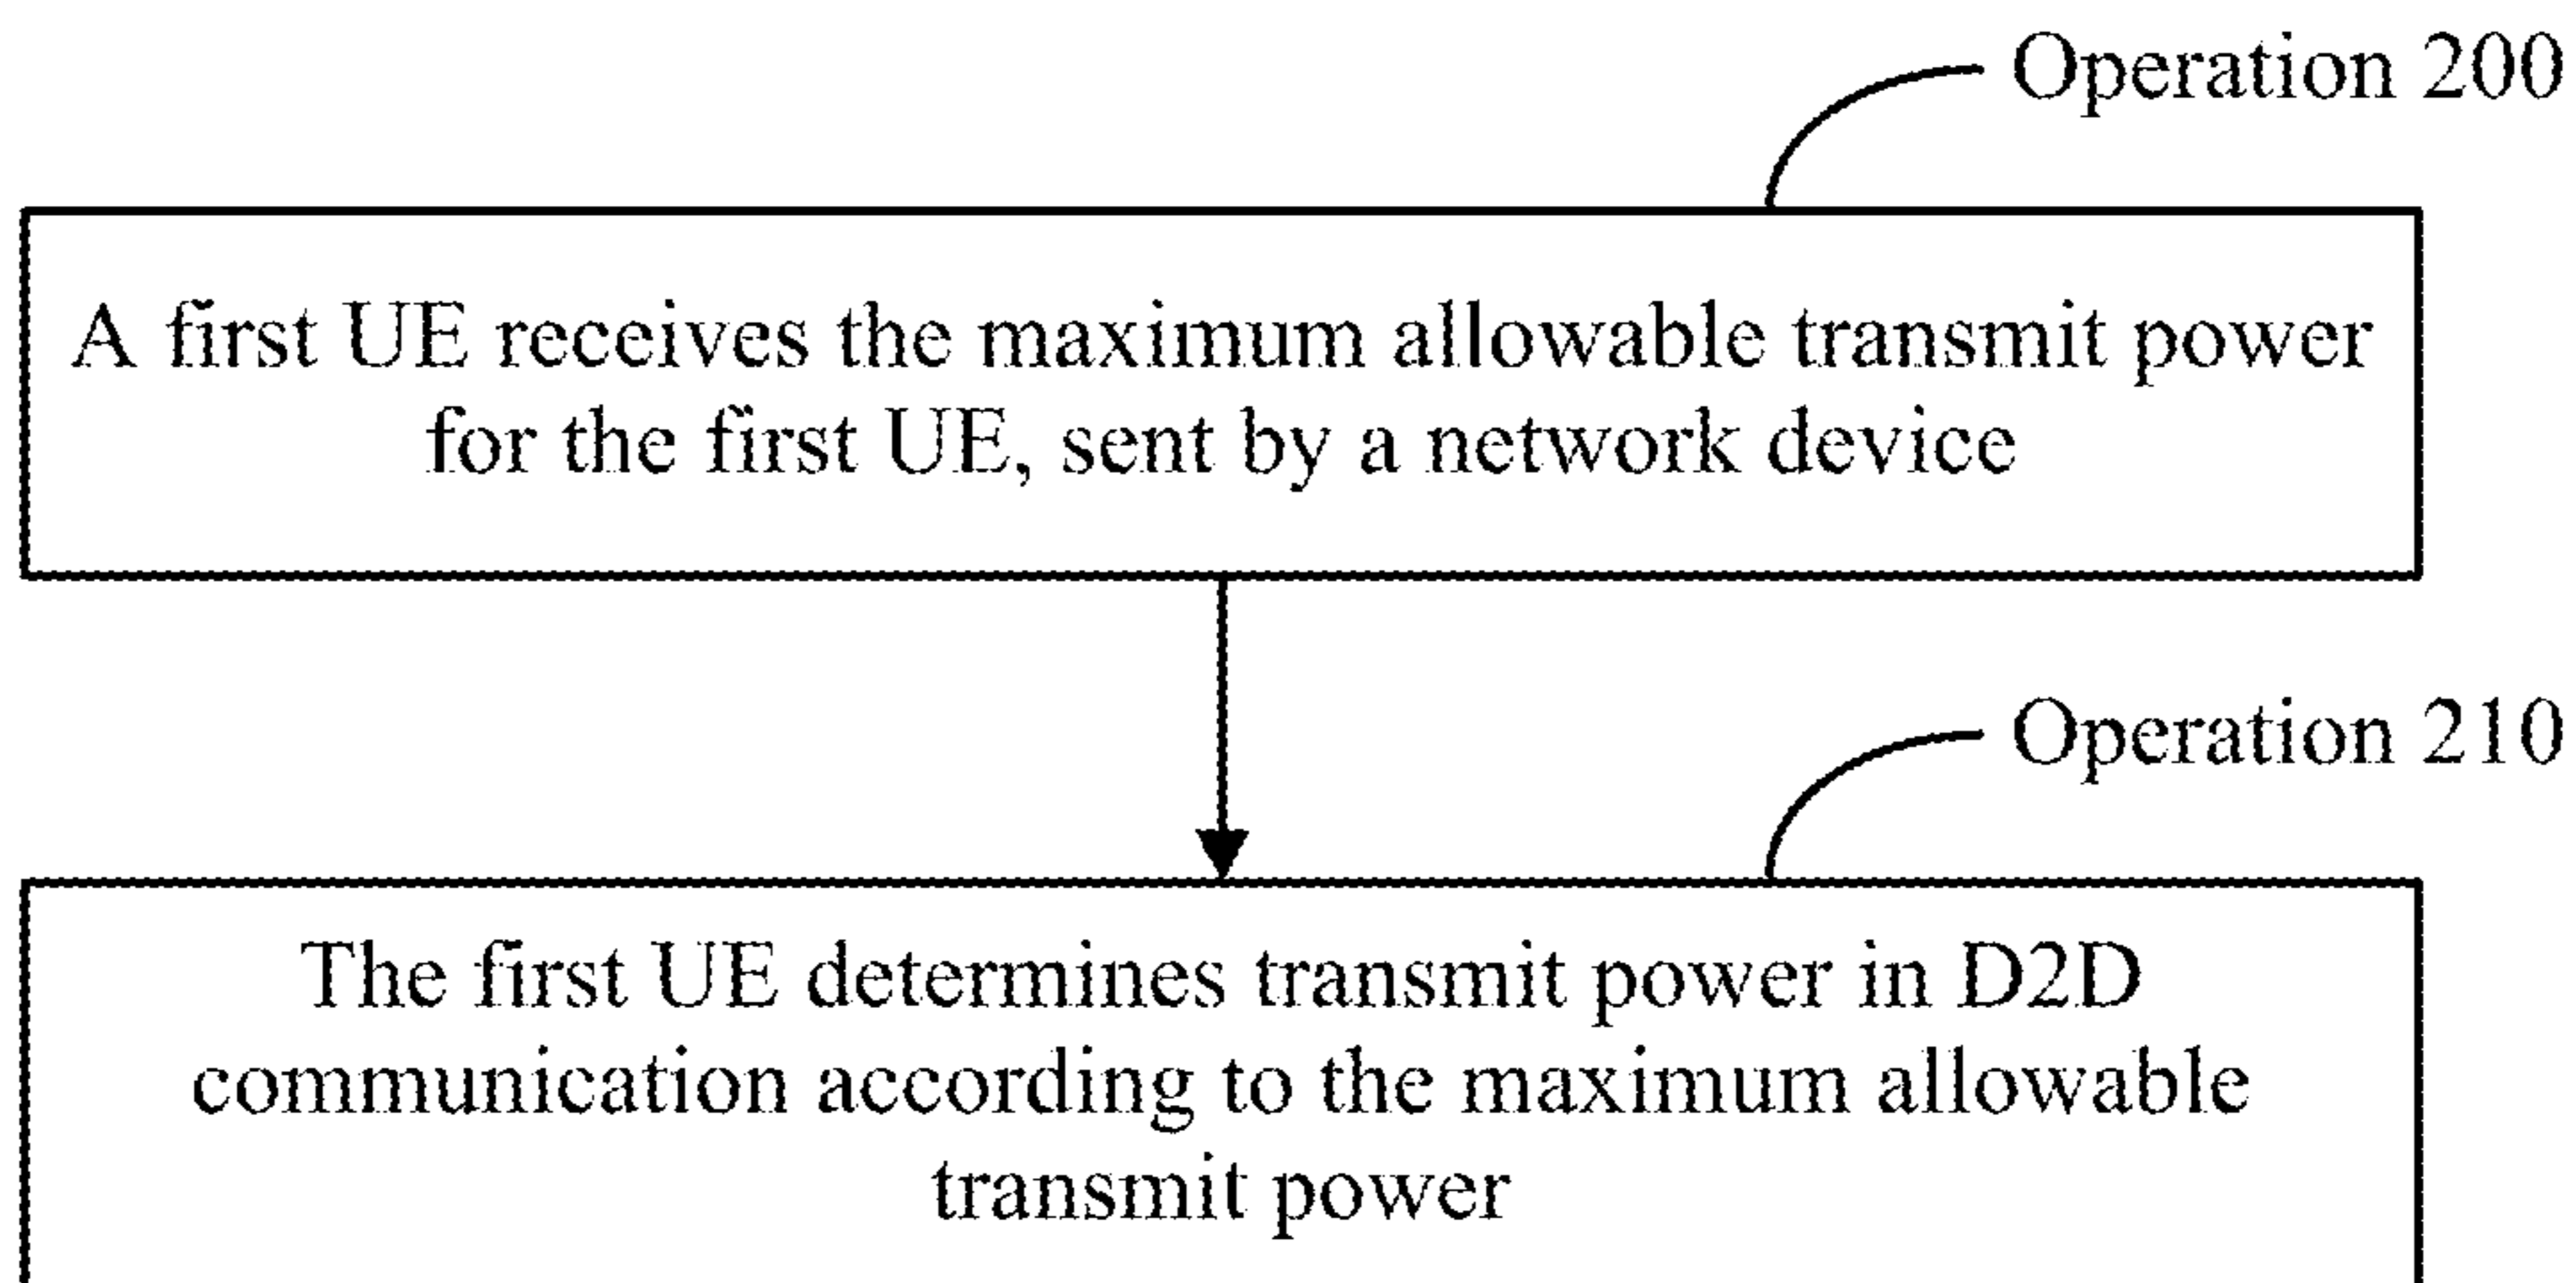 Operation 200
A first UE receives the maximum allowable transmit power
for the first UE, sent by a network device
Operation 210
The first UE determines transmit power in D2D
communication according to the maximum allowable
transmit power